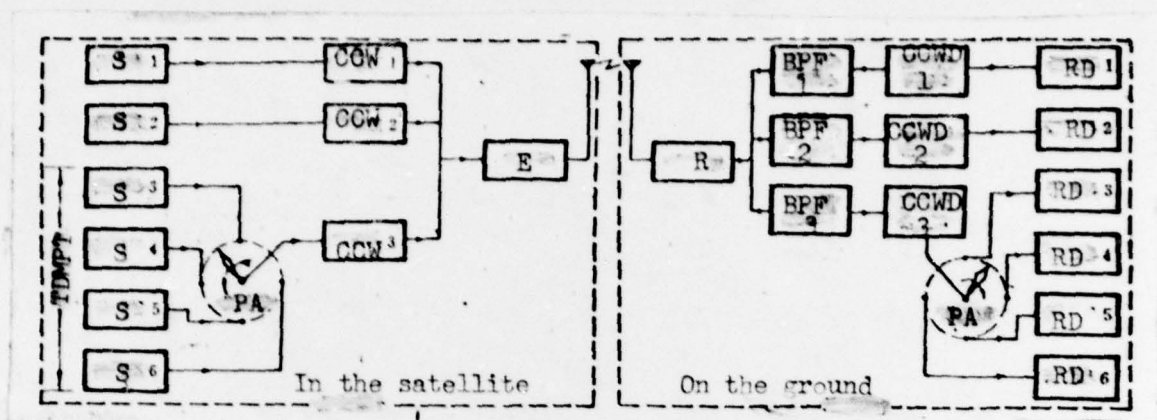 S 1
CCW 1
S 2
CCW 2
S 3
S 4
S 5
S 6
TDMPT
PA
CCW 3
E
In the satellite
R
BPF 1
BPF 2
BPF
CCWD 1
CCWD 2
CCWD 3
RD 1
RD 2
RD 3
RD 4
RD 5
RD 6
PA
On the ground